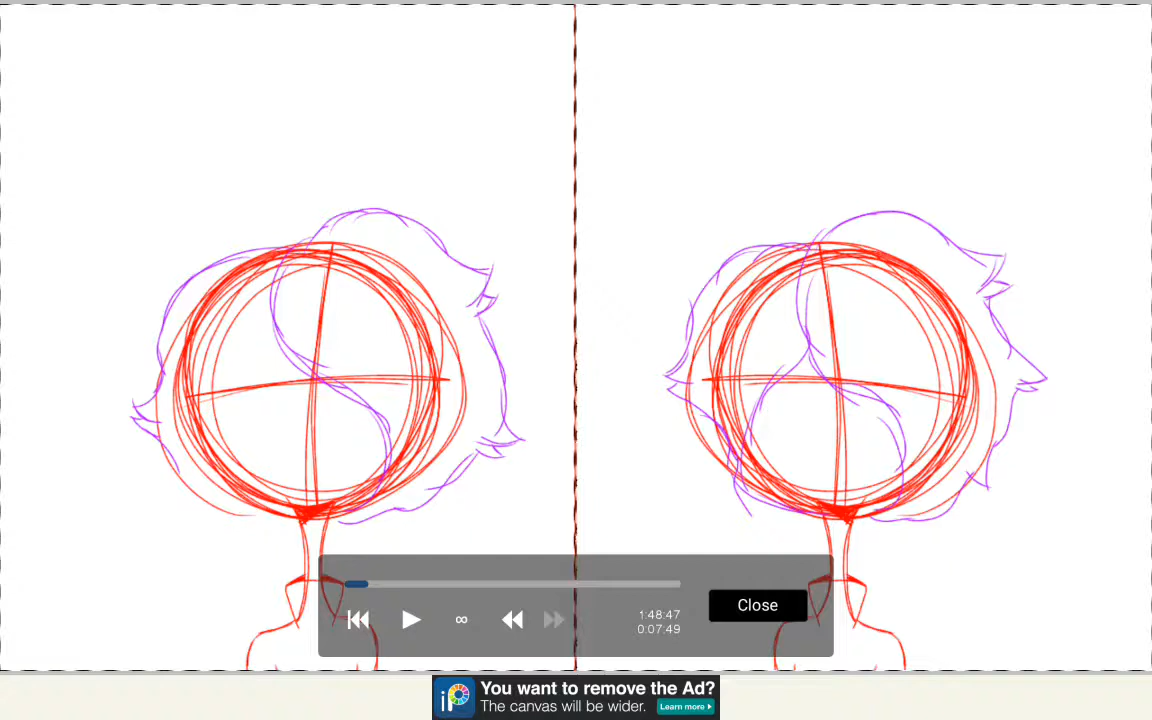 1:48:47
0:07:49
Close
You want to remove the Ad?
The canvas will be wider.
Learn more